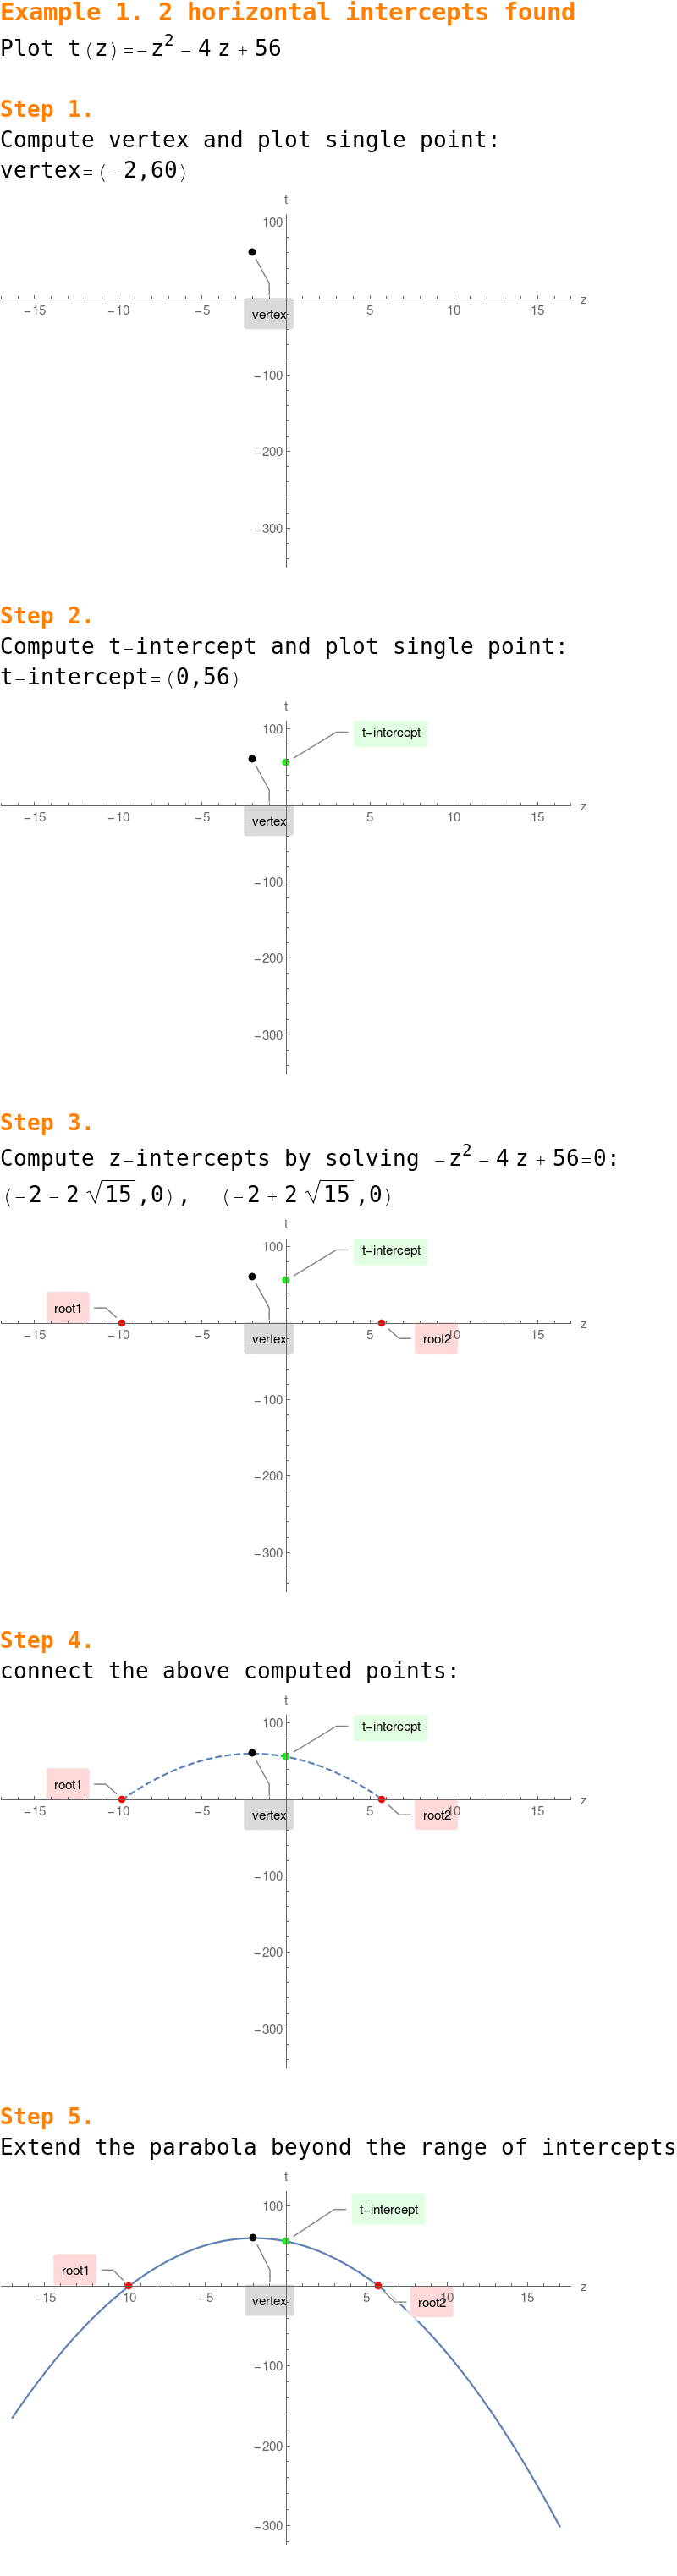 Example 1. 2 horizontal intercepts found
Plot t(z)=-z² - 4 z + 56
Step 1.
Compute vertex and plot single point:
vertex=(-2,60)
t
100
z
-15 -10 -5 5 10 15
vertex
-100
-200
-300
Step 2.
Compute t-intercept and plot single point:
t-intercept=(0,56)
t
100
t-intercept
z
-15 -10 -5 5 10 15
vertex
-100
-200
-300
Step 3.
Compute z-intercepts by solving -z² - 4 z + 56=0:
(-2 - 2 √15 ,0), (-2 + 2 √15 ,0)
t
100
t-intercept
root1
z
-15 -10 -5 5 10 15
vertex root2
-100
-200
-300
Step 4.
connect the above computed points:
t
100
t-intercept
root1
z
-15 -10 -5 5 10 15
vertex root2
-100
-200
-300
Step 5.
Extend the parabola beyond the range of intercepts
t
100
t-intercept
root1
z
-15 -10 -5 5 10 15
vertex root2
-100
-200
-300